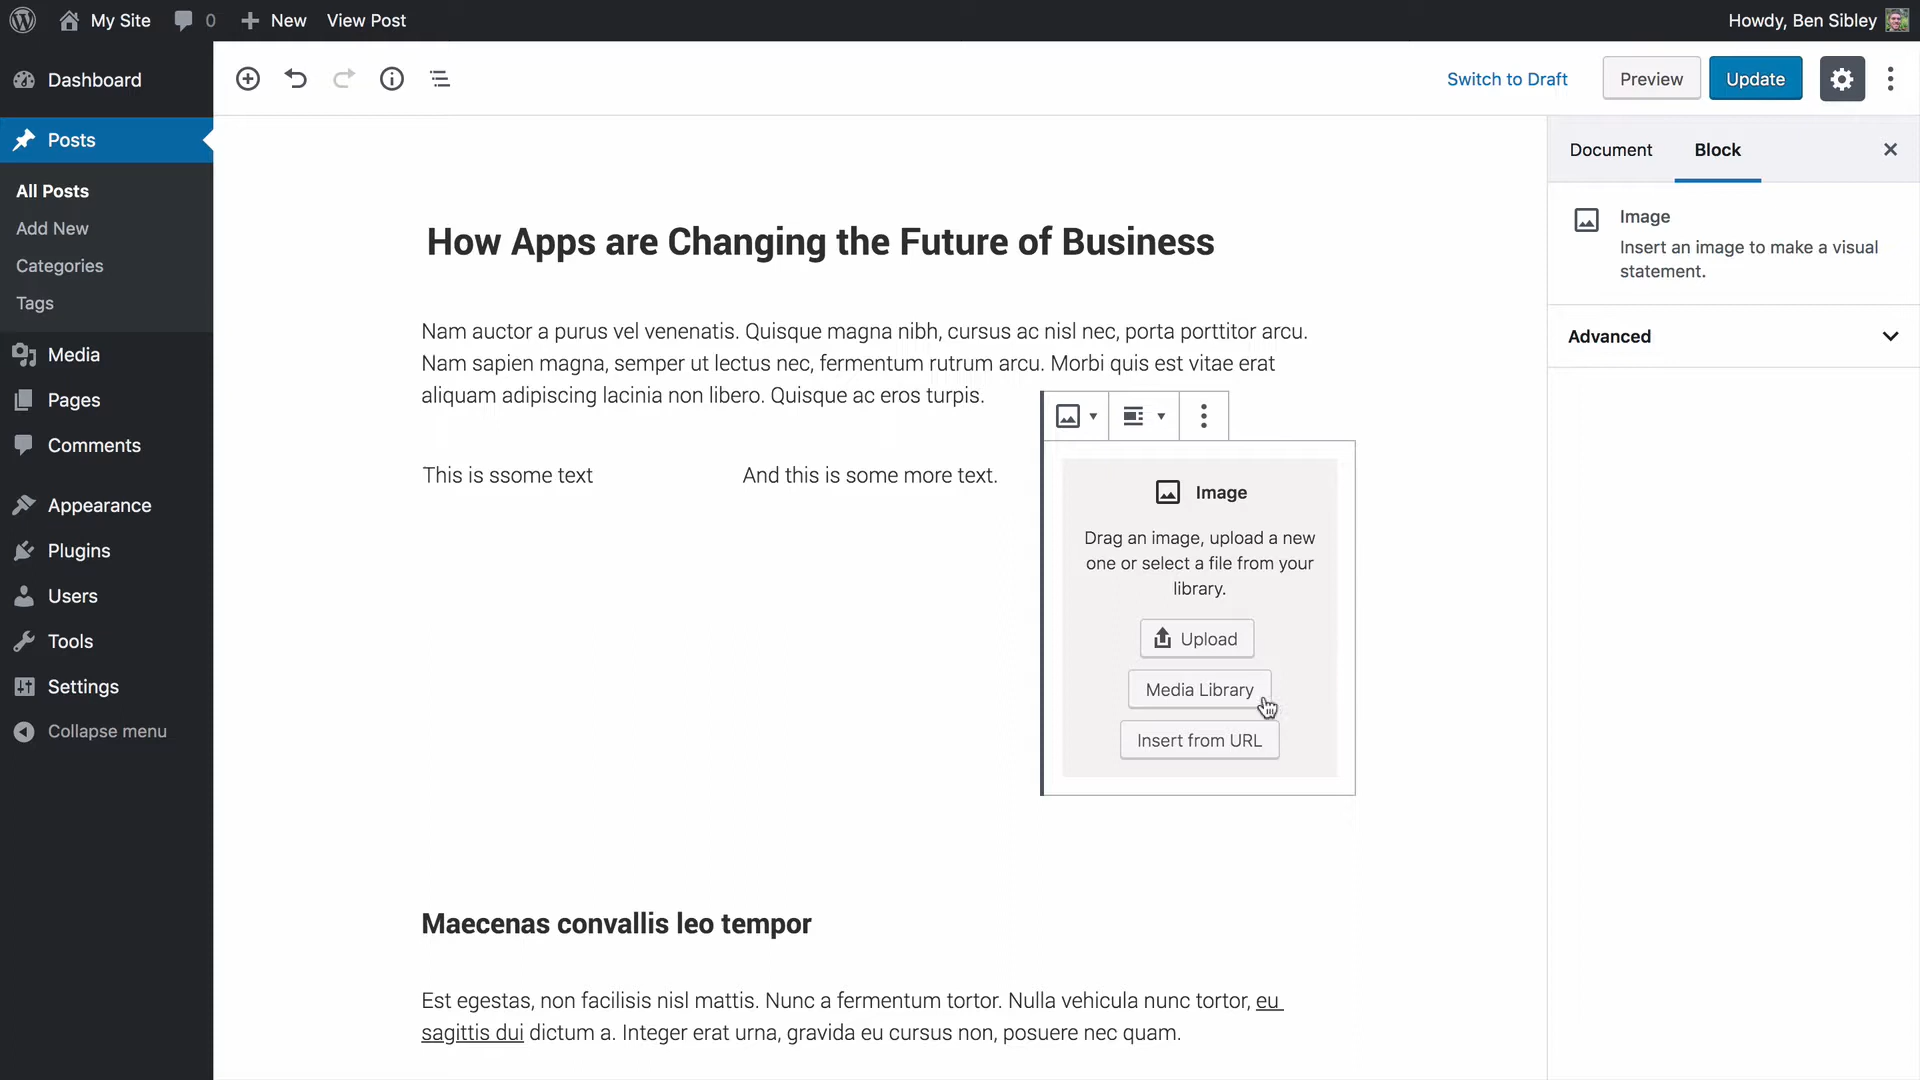 My Site
0
New
View Post
Howdy, Ben Sibley
Dashboard
Posts
All Posts
Add New
Categories
Tags
Media
Pages
Comments
Appearance
Plugins
Users
Tools
Settings
Collapse menu
Switch to Draft
Preview
Update
How Apps are Changing the Future of Business
Nam auctor a purus vel venenatis. Quisque magna nibh, cursus ac nisl nec, porta porttitor arcu.
Nam sapien magna, semper ut lectus nec, fermentum rutrum arcu. Morbi quis est vitae erat
aliquam adipiscing lacinia non libero. Quisque ac eros turpis.
This is ssome text
And this is some more text.
Image
Drag an image, upload a new
one or select a file from your
library.
Upload
Media Library
Insert from URL
Maecenas convallis leo tempor
Est egestas, non facilisis nisl mattis. Nunc a fermentum tortor. Nulla vehicula nunc tortor, eu
sagittis dui dictum a. Integer erat urna, gravida eu cursus non, posuere nec quam.
Document
Block
Image
Insert an image to make a visual
statement.
Advanced